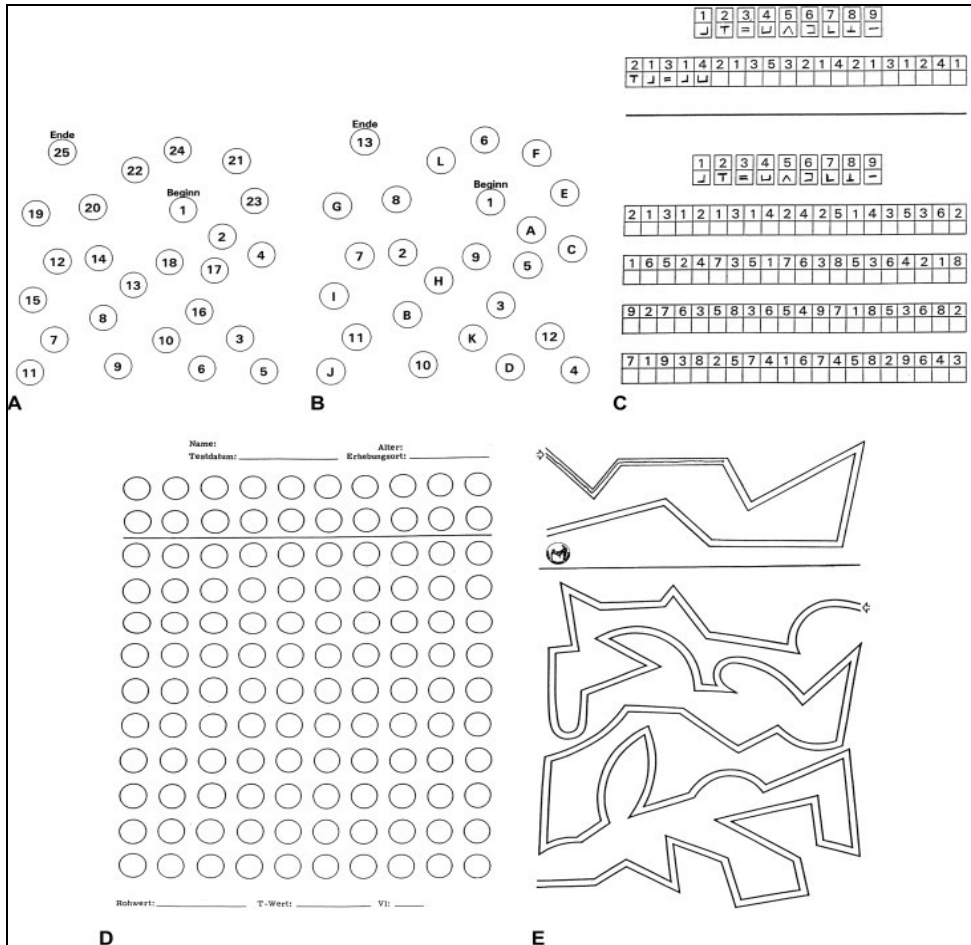 Ende
25
24
22
21
Beginn
1
23
19
20
2
4
12
14
18
17
13
15
8
16
7
10
3
11
9
6
5
A
Ende
13
6
L
F
Beginn
1
E
G
8
A
C
7
2
9
5
H
I
B
3
11
K
12
J
10
D
4
B
1 2 3 4 5 6 7 8 9
2 1 3 1 4 2 1 3 5 3 2 1 4 2 1 3 1 2 4 1
1 2 3 4 5 6 7 8 9
2 1 3 1 2 1 3 1 4 2 4 2 5 1 4 3 5 3 6 2
1 6 5 2 4 7 3 5 1 7 6 3 8 5 3 6 4 2 1 8
9 2 7 6 3 5 8 3 6 5 4 9 7 1 8 5 3 6 8 2
7 1 9 3 8 2 5 7 4 1 6 7 4 5 8 2 9 6 4 3
C
Name: Alter:
Testdatum: Erhebungsort:
Rohwert: T-Wert: VI:
D
E